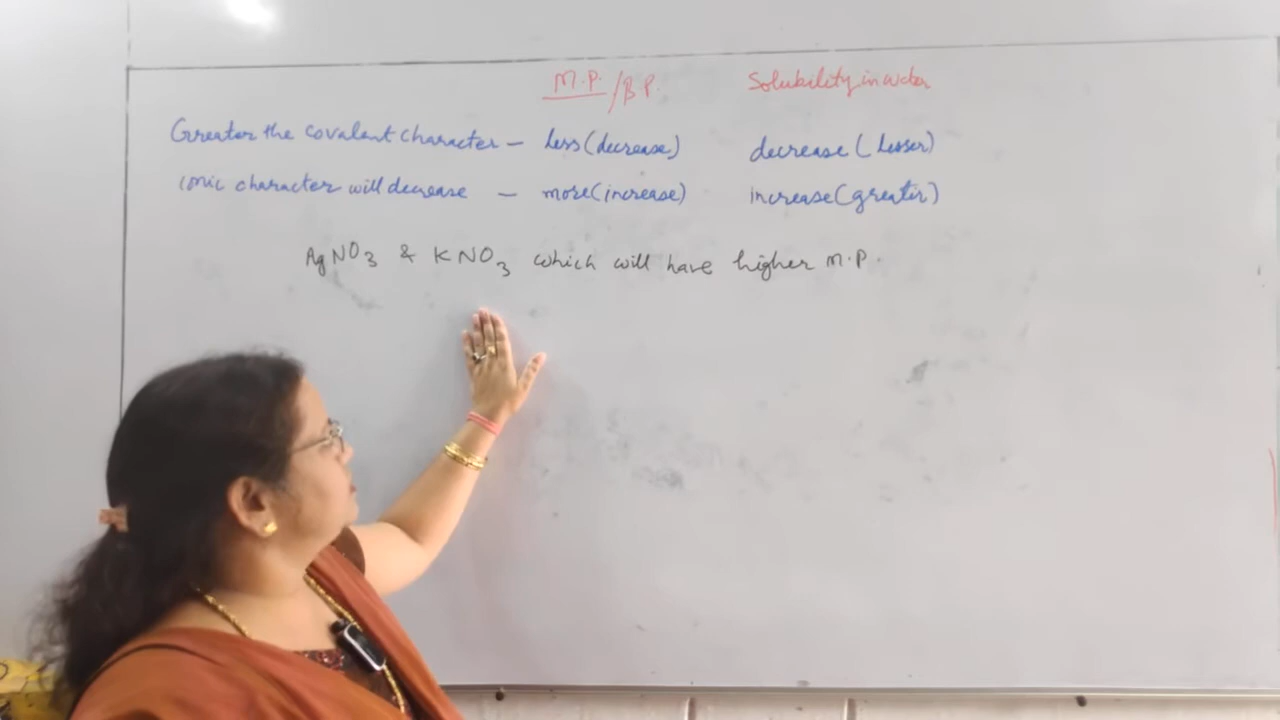 M.P. / B P. Solubility in water
Greater the covalent character – less (decrease) decrease (lesser)
ionic character will decrease – more (increase) increase (greater)
AgNO3 & KNO3 which will have higher m.p.